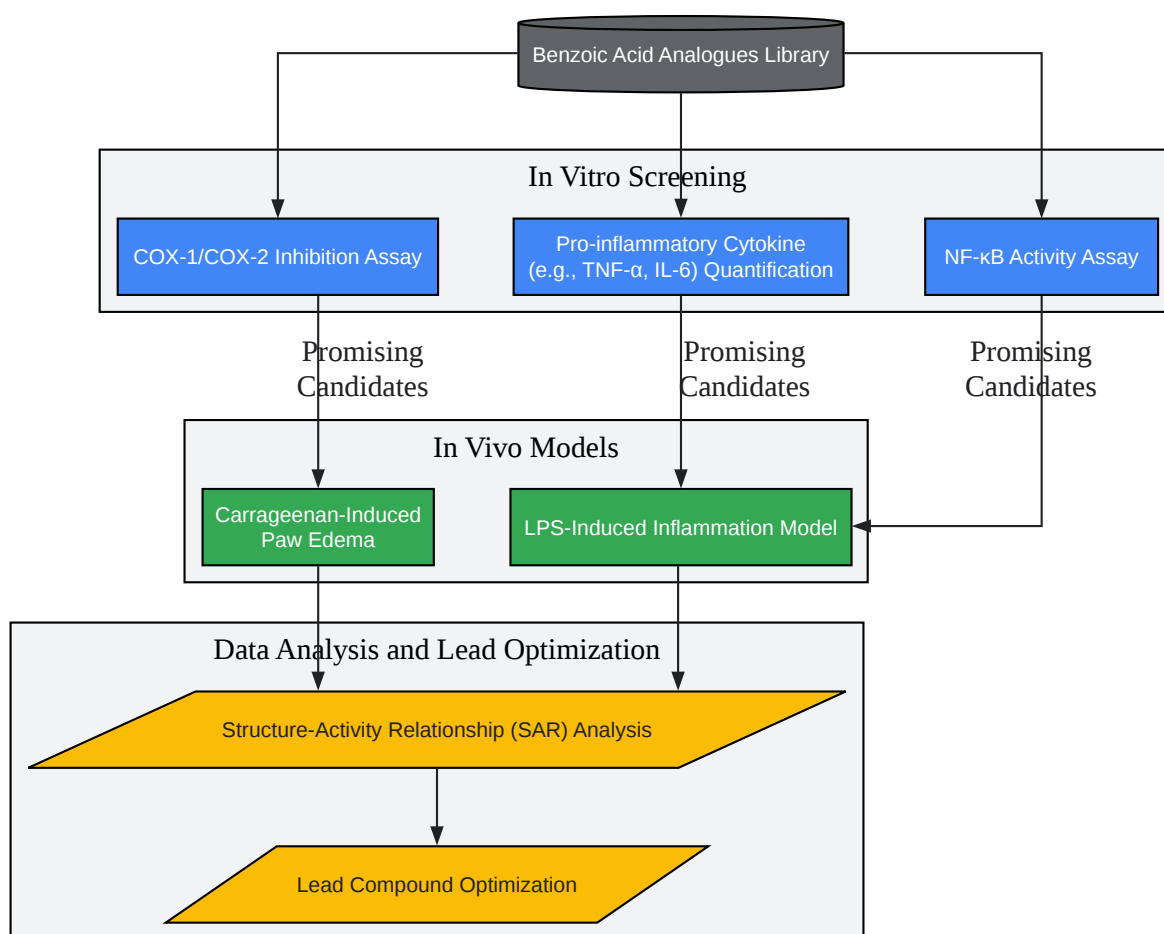 Benzoic Acid Analogues Library
In Vitro Screening
COX-1/COX-2 Inhibition Assay
Pro-inflammatory Cytokine
(e.g., TNF-α, IL-6) Quantification
NF-κB Activity Assay
Promising
Candidates
Promising
Candidates
Promising
Candidates
In Vivo Models
Carrageenan-Induced
Paw Edema
LPS-Induced Inflammation Model
Data Analysis and Lead Optimization
Structure-Activity Relationship (SAR) Analysis
Lead Compound Optimization